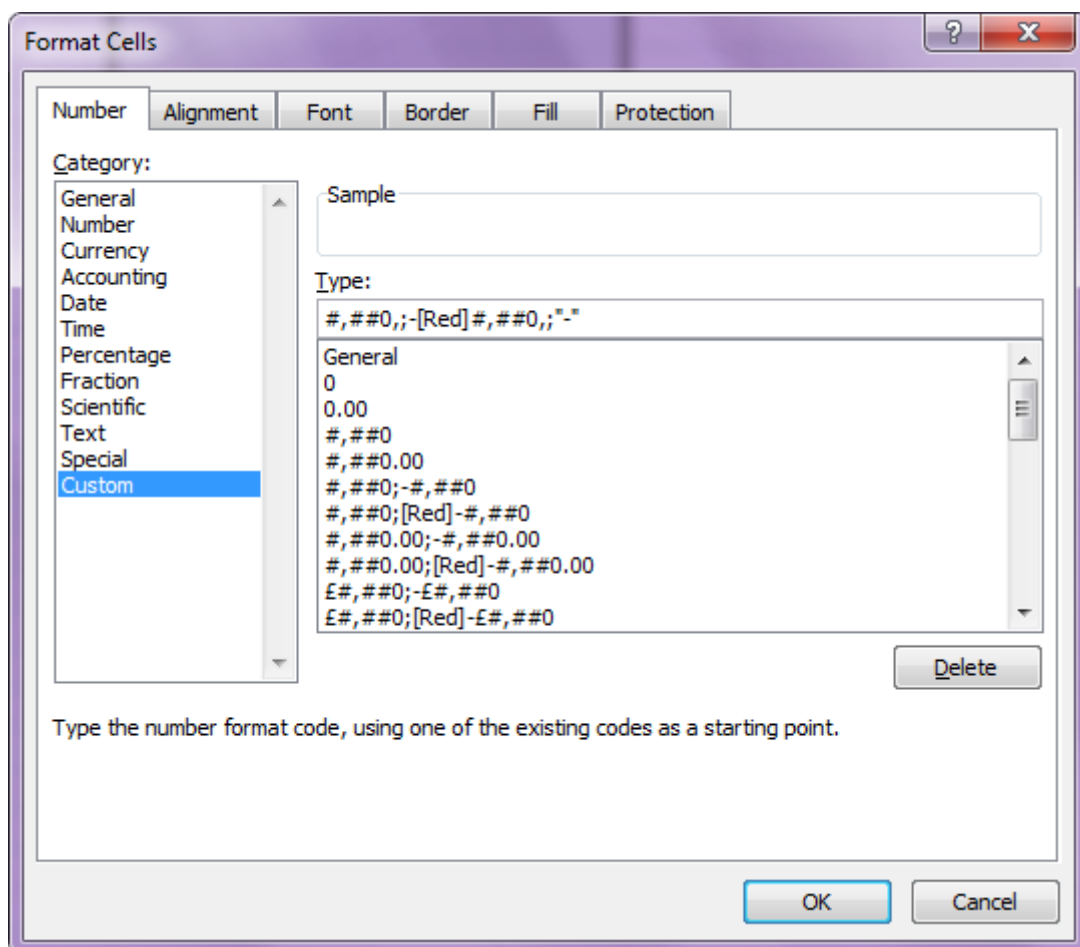 Format Cells
? X
Number Alignment Font Border Fill Protection
Category:
General
Number
Currency
Accounting
Date
Time
Percentage
Fraction
Scientific
Text
Special
Custom
Sample
Type:
#,##0,;-[Red]#,##0,;"-"
General
0
0.00
#,##0
#,##0.00
#,##0;-#,##0
#,##0;[Red]-#,##0
#,##0.00;-#,##0.00
#,##0.00;[Red]-#,##0.00
£#,##0;-£#,##0
£#,##0;[Red]-£#,##0
Delete
Type the number format code, using one of the existing codes as a starting point.
OK Cancel